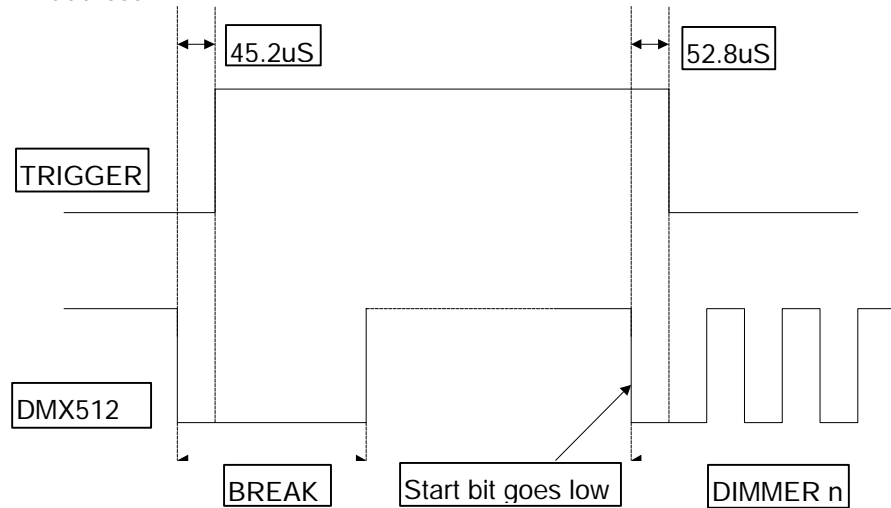 45.2uS
52.8uS
TRIGGER
DMX512
BREAK
Start bit goes low
DIMMER n